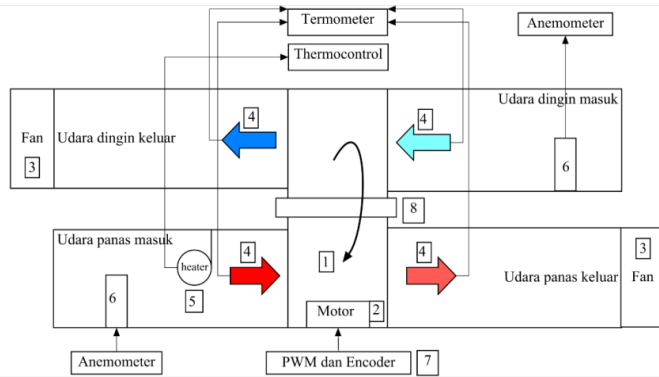 Termometer
Anemometer
Thermocontrol
Udara dingin masuk
4
4
Fan
Udara dingin keluar
3
6
8
Udara panas masuk
4
4
3
heater
1
Udara panas keluar
Fan
6
5
Motor
2
Anemometer
PWM dan Encoder
7